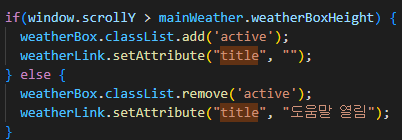 if(window.scrollY > mainWeather.weatherBoxHeight) {
weatherBox.classList.add('active');
weatherLink.setAttribute("title", "");
} else {
weatherBox.classList.remove('active');
weatherLink.setAttribute("title", "도움말 열림");
}